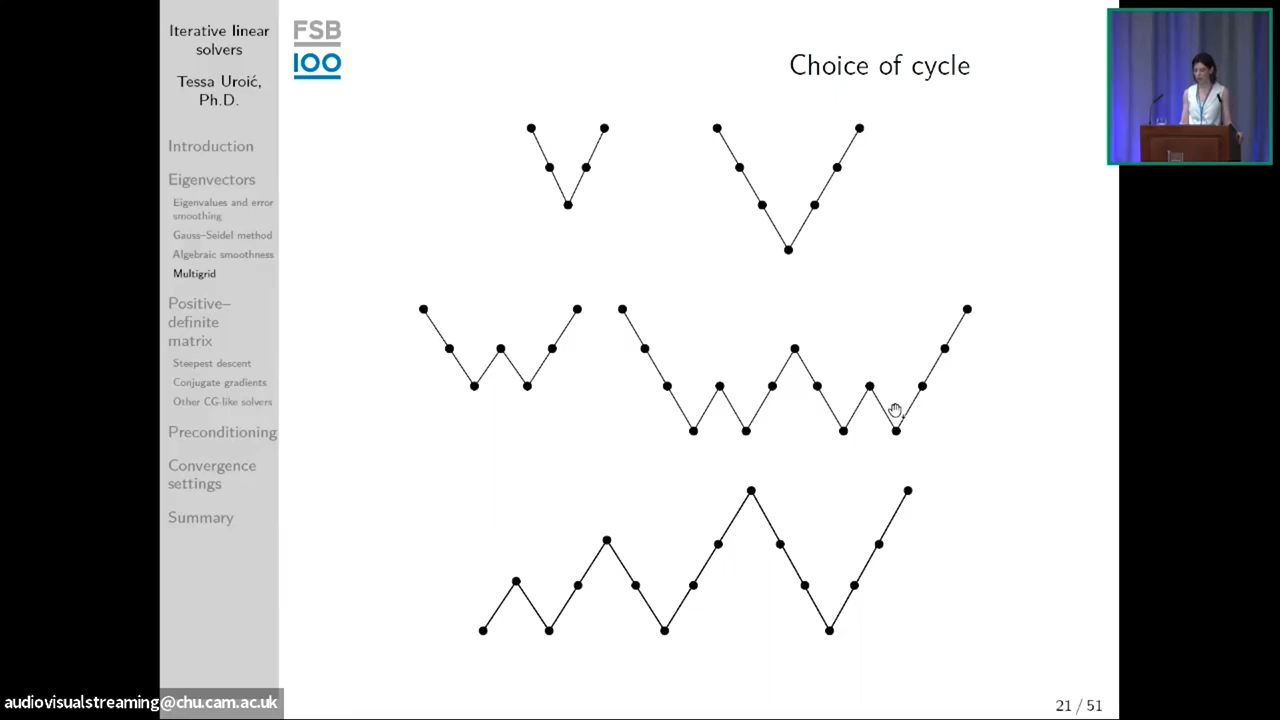 Iterative linear
solvers
Tessa Uroić,
Ph.D.
Introduction
Eigenvectors
Eigenvalues and error
smoothing
Gauss–Seidel method
Algebraic smoothness
Multigrid
Positive–
definite
matrix
Steepest descent
Conjugate gradients
Other CG-like solvers
Preconditioning
Convergence
settings
Summary
FSB
100
Choice of cycle
21 / 51
audiovisualstreaming@chu.cam.ac.uk